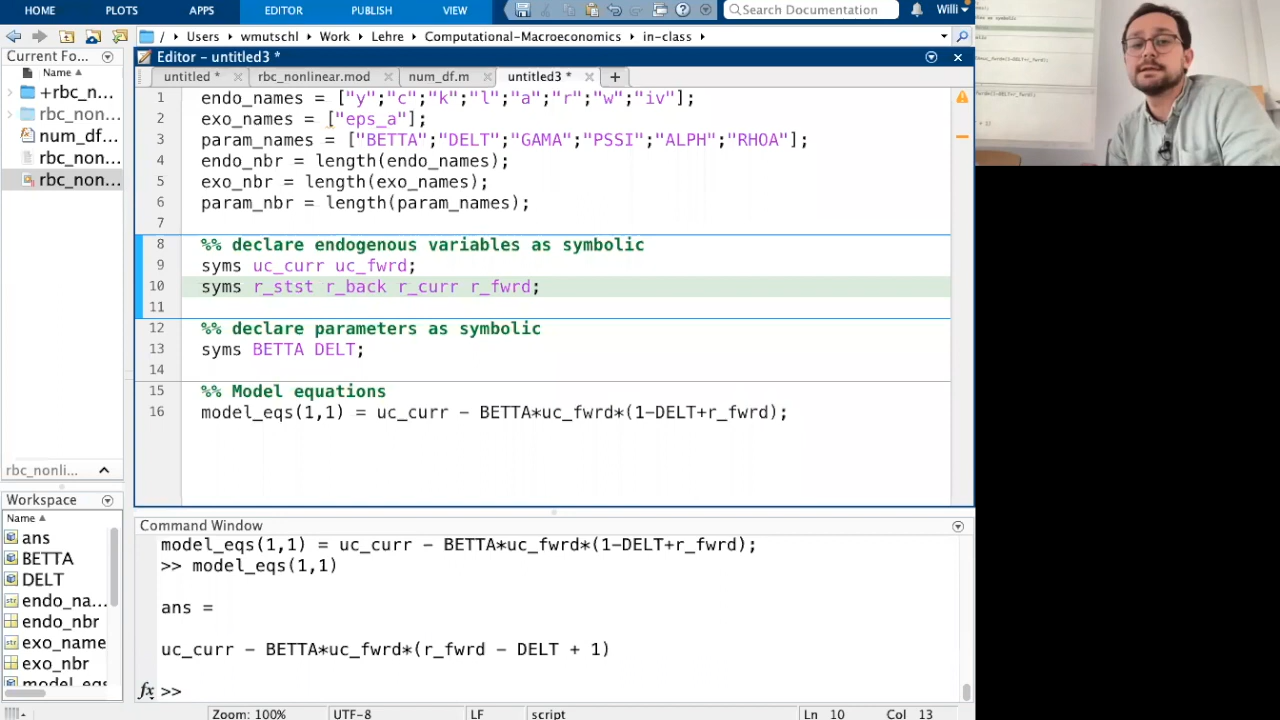 HOME PLOTS APPS EDITOR PUBLISH VIEW Search Documentation Willi
/ Users wmut Work Lehre Computational-Macroeconomics in-class
Current Fo...
Name
+rbc_n...
rbc_non...
num_df...
rbc_non...
rbc_non...
rbc_nonli...
Editor – untitled3 *
untitled * rbc_nonlinear.mod num_df.m untitled3 * +
1 endo_names = ["y";"c";"k";"l";"a";"r";"w";"iv"];
2 exo_names = ["eps_a"];
3 param_names = ["BETTA";"DELT";"GAMA";"PSSI";"ALPH";"RHOA"];
4 endo_nbr = length(endo_names);
5 exo_nbr = length(exo_names);
6 param_nbr = length(param_names);
7
8 %% declare endogenous variables as symbolic
9 syms uc_curr uc_fwrd;
10 syms r_stst r_back r_curr r_fwrd;
11
12 %% declare parameters as symbolic
13 syms BETTA DELT;
14
15 %% Model equations
16 model_eqs(1,1) = uc_curr - BETTA*uc_fwrd*(1-DELT+r_fwrd);
Workspace
Name
ans
BETTA
DELT
endo_na...
endo_nbr
exo_name
exo_nbr
model_eqs
Command Window
model_eqs(1,1) = uc_curr - BETTA*uc_fwrd*(1-DELT+r_fwrd);
>> model_eqs(1,1)
ans =
uc_curr - BETTA*uc_fwrd*(r_fwrd - DELT + 1)
fx >>
Zoom: 100% UTF-8 LF script Ln 10 Col 13